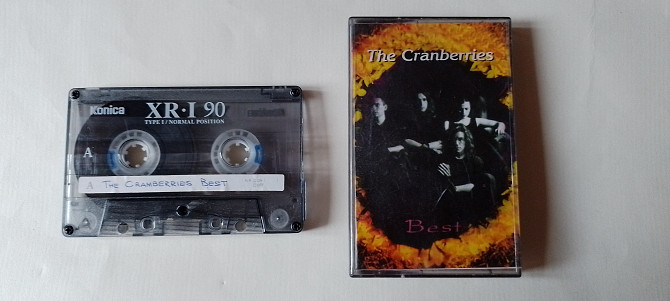 Konica
XR·I 90
TYPE I / NORMAL POSITION
A
A THE CRANBERRIES BEST
The Cranberries
Best